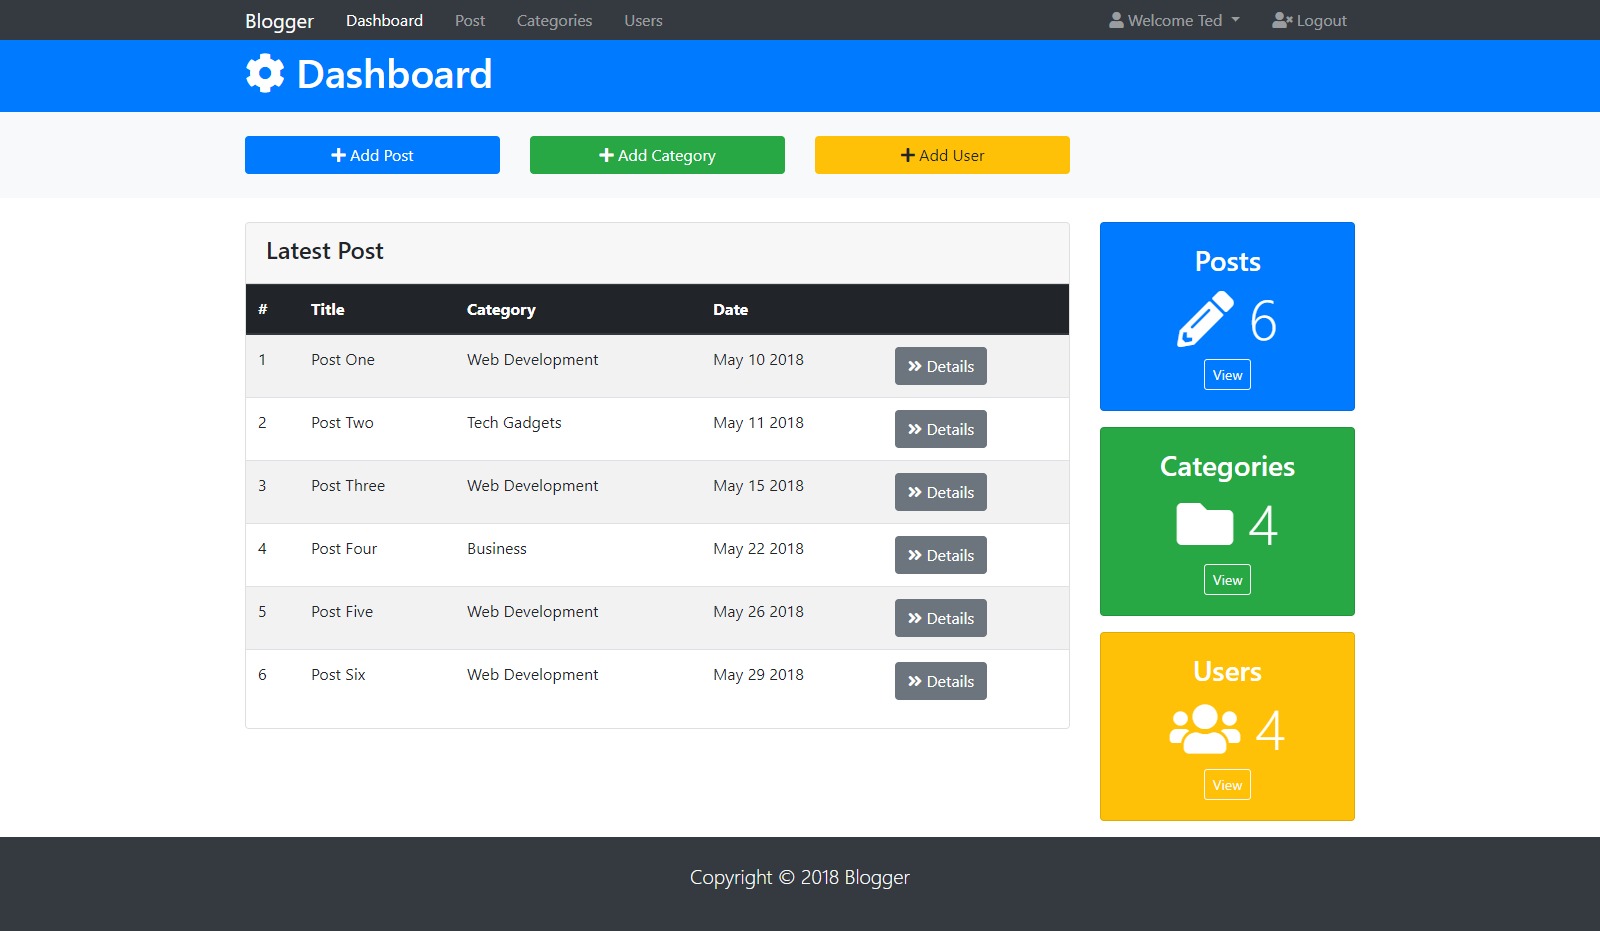 Blogger Dashboard Post Categories Users Welcome Ted Logout
Dashboard
Add Post Add Category Add User
Latest Post
# Title Category Date
1 Post One Web Development May 10 2018 Details
2 Post Two Tech Gadgets May 11 2018 Details
3 Post Three Web Development May 15 2018 Details
4 Post Four Business May 22 2018 Details
5 Post Five Web Development May 26 2018 Details
6 Post Six Web Development May 29 2018 Details
Posts
6
View
Categories
4
View
Users
4
View
Copyright © 2018 Blogger